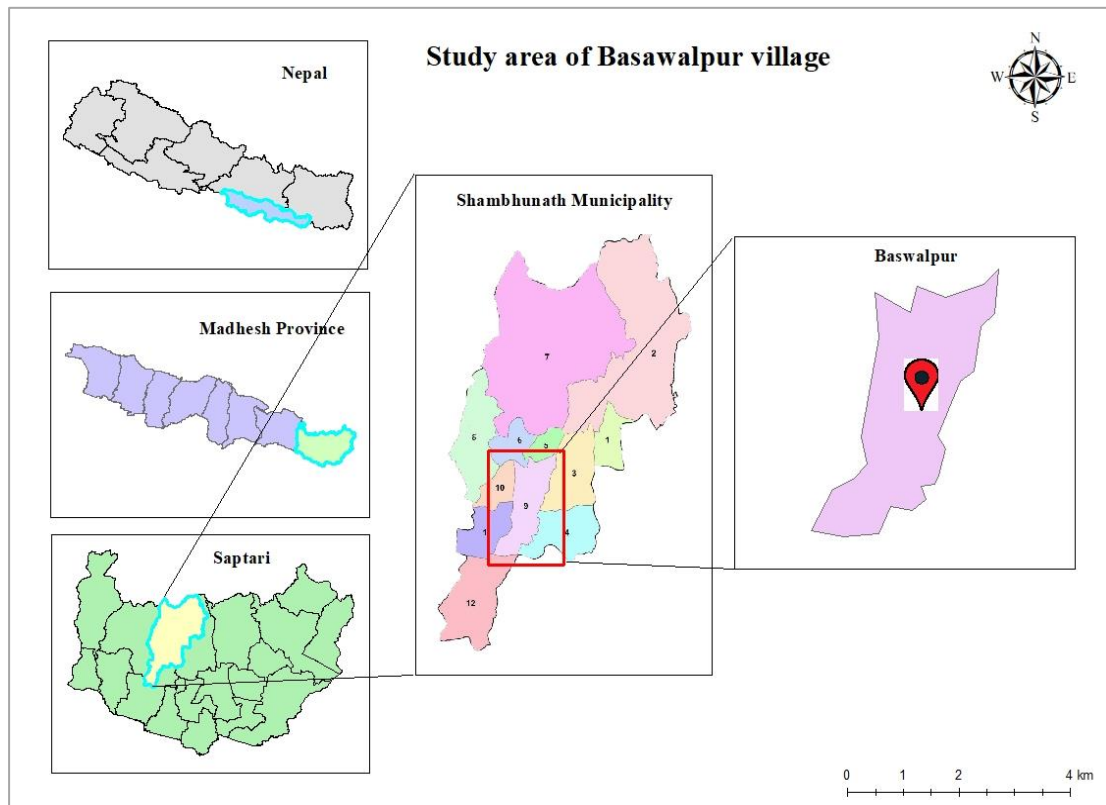 Study area of Basawalpur village
N
W E
S
Nepal
Madhesh Province
Saptari
Shambhunath Municipality
7
2
5
6
5
1
3
10
9
1
4
12
Baswalpur
0 1 2 4 km